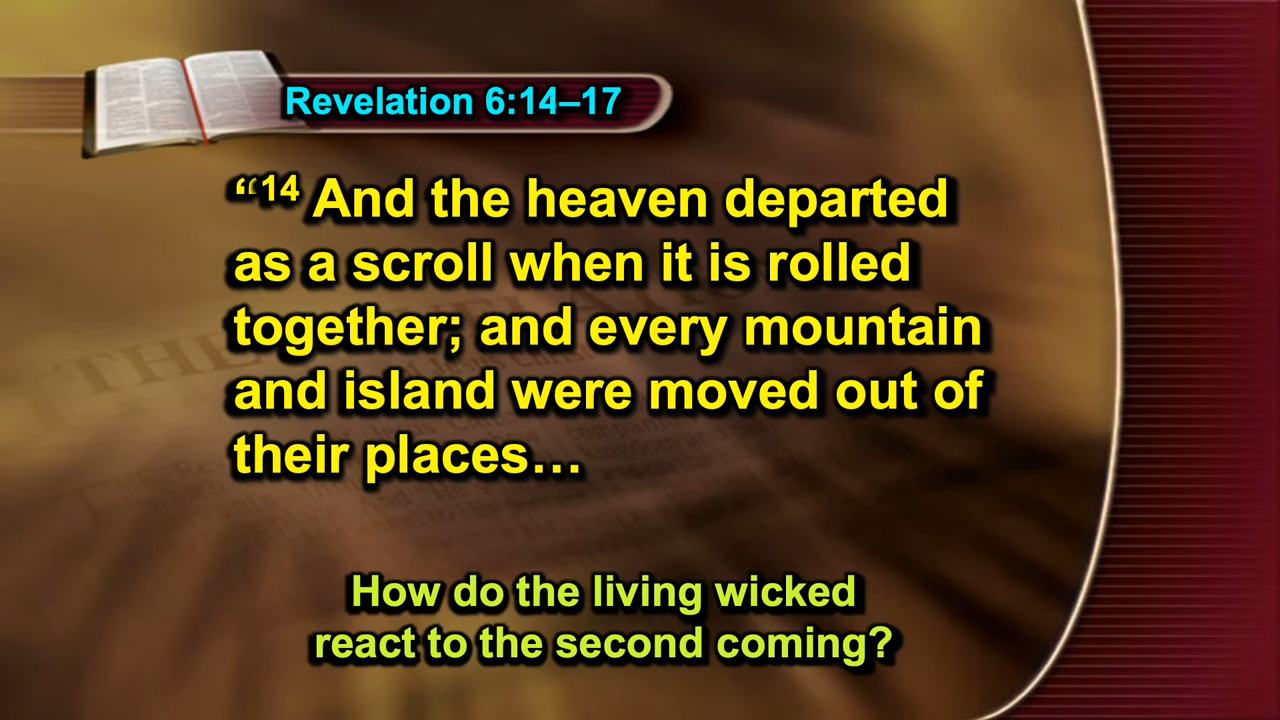 Revelation 6:14–17
“14 And the heaven departed
as a scroll when it is rolled
together; and every mountain
and island were moved out of
their places…
How do the living wicked
react to the second coming?